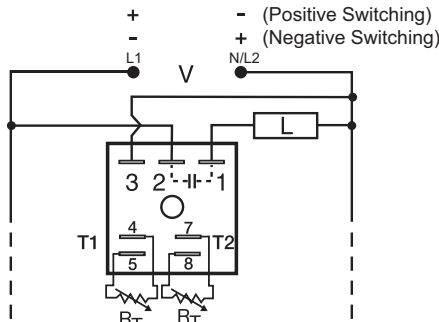 + - (Positive Switching)
- + (Negative Switching)
L1 V N/L2
L
3 2 1
T1 4 7 T2
5 8
RT RT